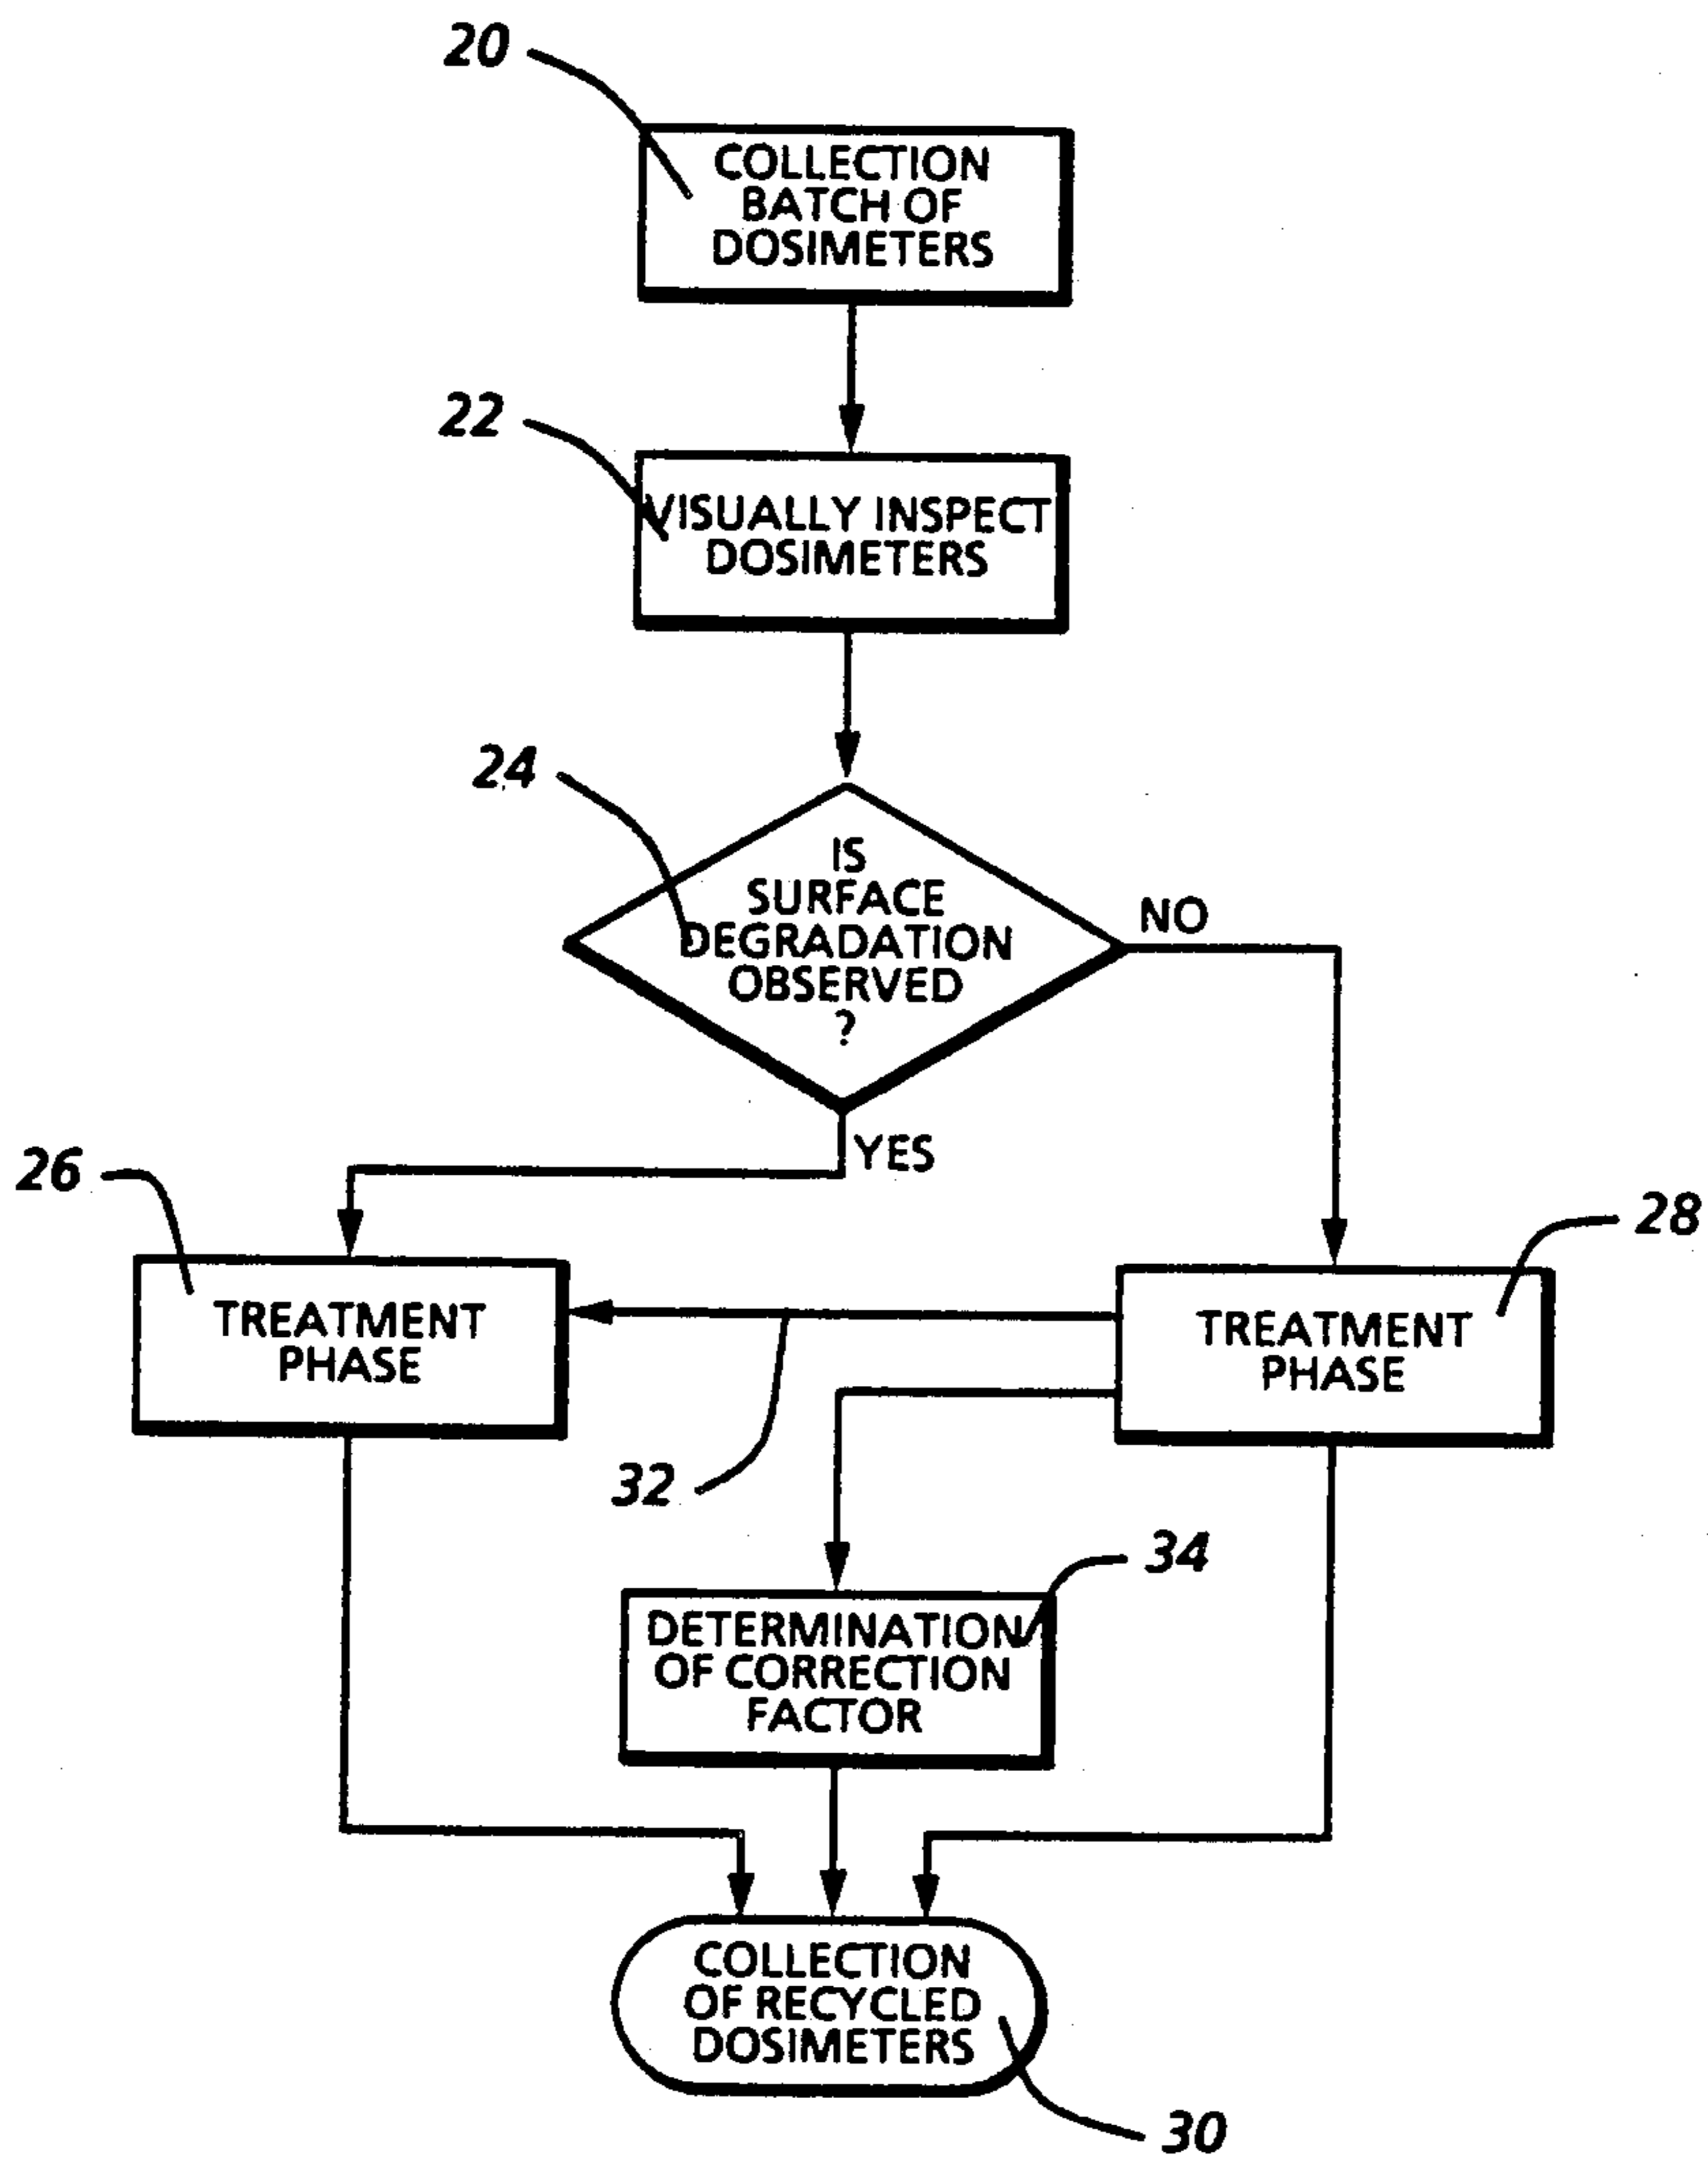 20
COLLECTION
BATCH OF
DOSIMETERS
22
VISUALLY INSPECT
DOSIMETERS
24
IS
SURFACE
DEGRADATION
OBSERVED
?
NO
YES
26
28
TREATMENT
PHASE
TREATMENT
PHASE
32
34
DETERMINATION
OF CORRECTION
FACTOR
COLLECTION
OF RECYCLED
DOSIMETERS
30